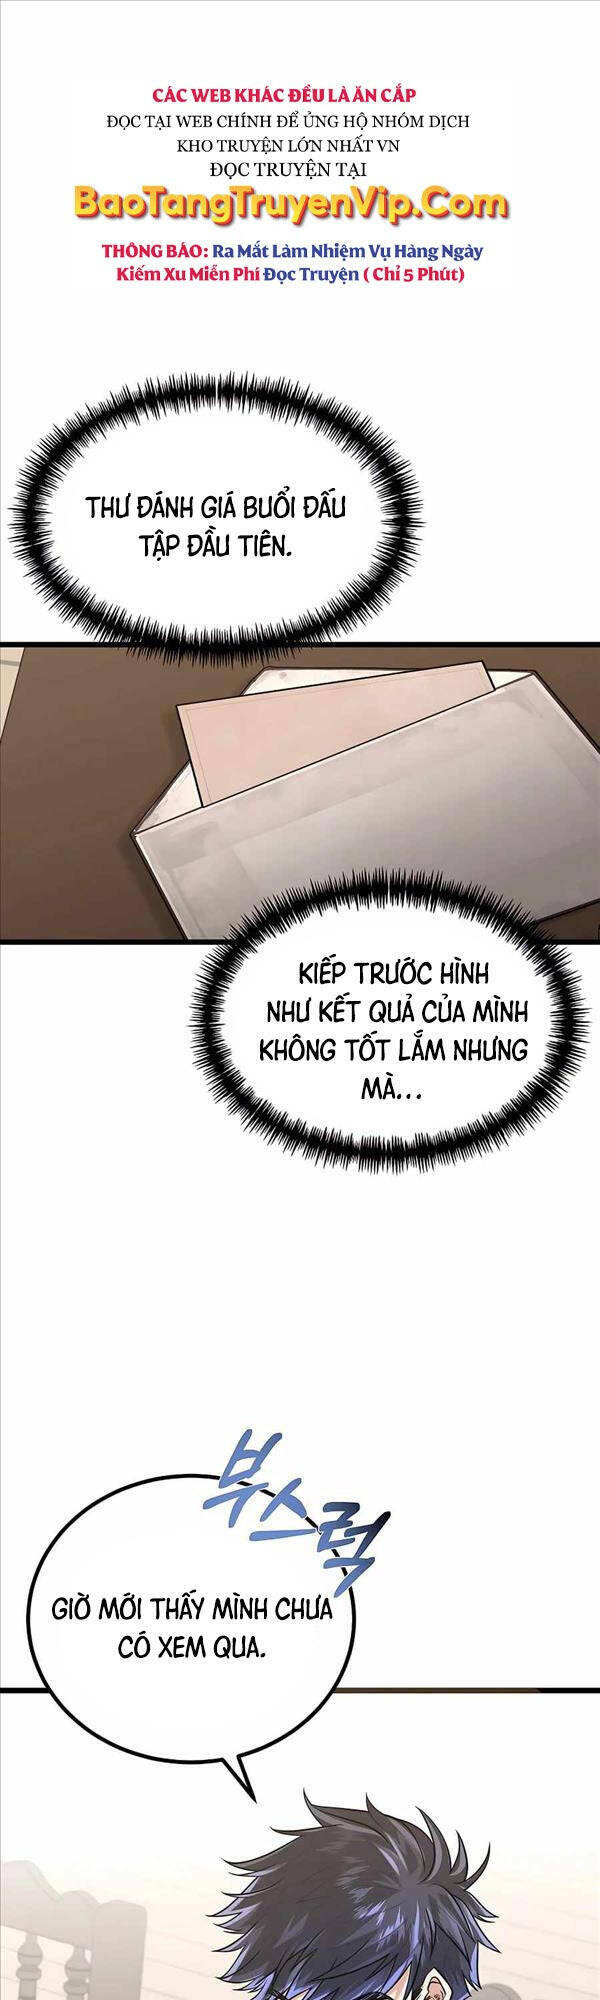 CÁC WEB KHÁC ĐỀU LÀ ĂN CẮP
ĐỌC TẠI WEB CHÍNH ĐỂ ỦNG HỘ NHÓM DỊCH
KHO TRUYỆN LỚN NHẤT VN
ĐỌC TRUYỆN TẠI
BaoTangTruyenVip.Com
THÔNG BÁO: Ra Mắt Làm Nhiệm Vụ Hàng Ngày
Kiếm Xu Miễn Phí Đọc Truyện ( Chỉ 5 Phút)
THƯ ĐÁNH GIÁ BUỔI ĐẤU
TẬP ĐẦU TIÊN.
KIẾP TRƯỚC HÌNH
NHƯ KẾT QUẢ CỦA MÌNH
KHÔNG TỐT LẮM NHƯNG
MÀ...
부스럭
GIỜ MỚI THẤY MÌNH CHƯA
CÓ XEM QUA.